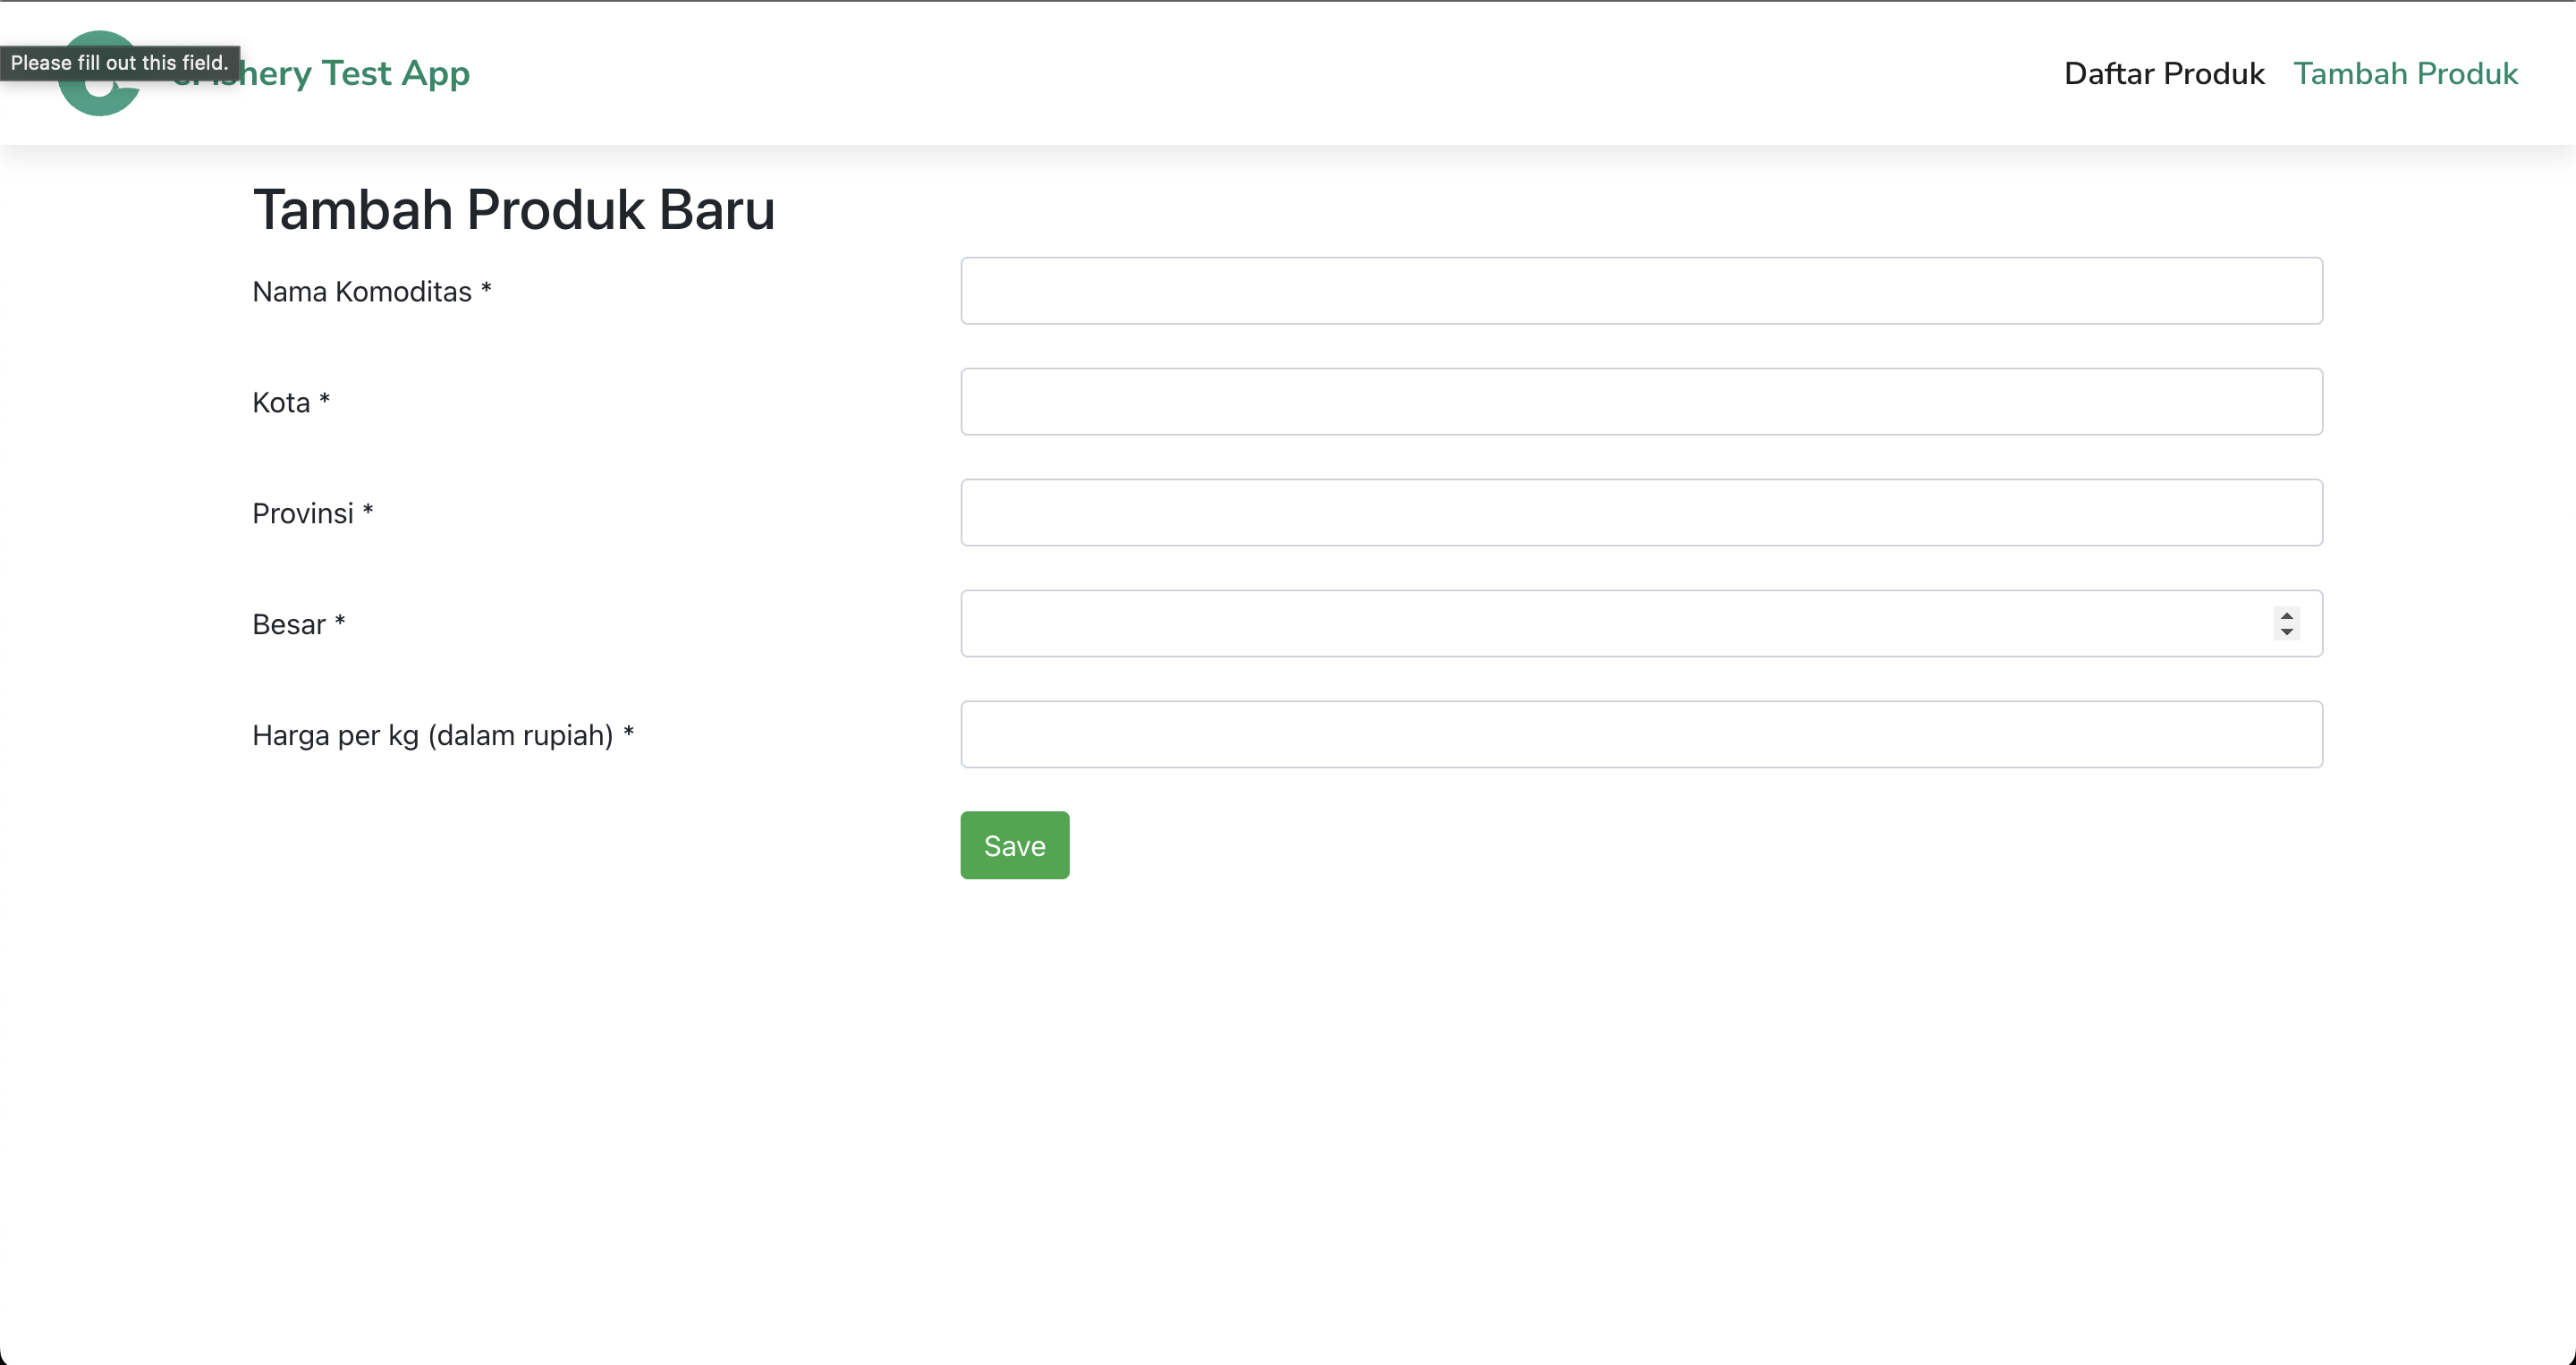 Please fill out this field.
hery Test App
Daftar Produk
Tambah Produk
Tambah Produk Baru
Nama Komoditas *
Kota *
Provinsi *
Besar *
Harga per kg (dalam rupiah) *
Save